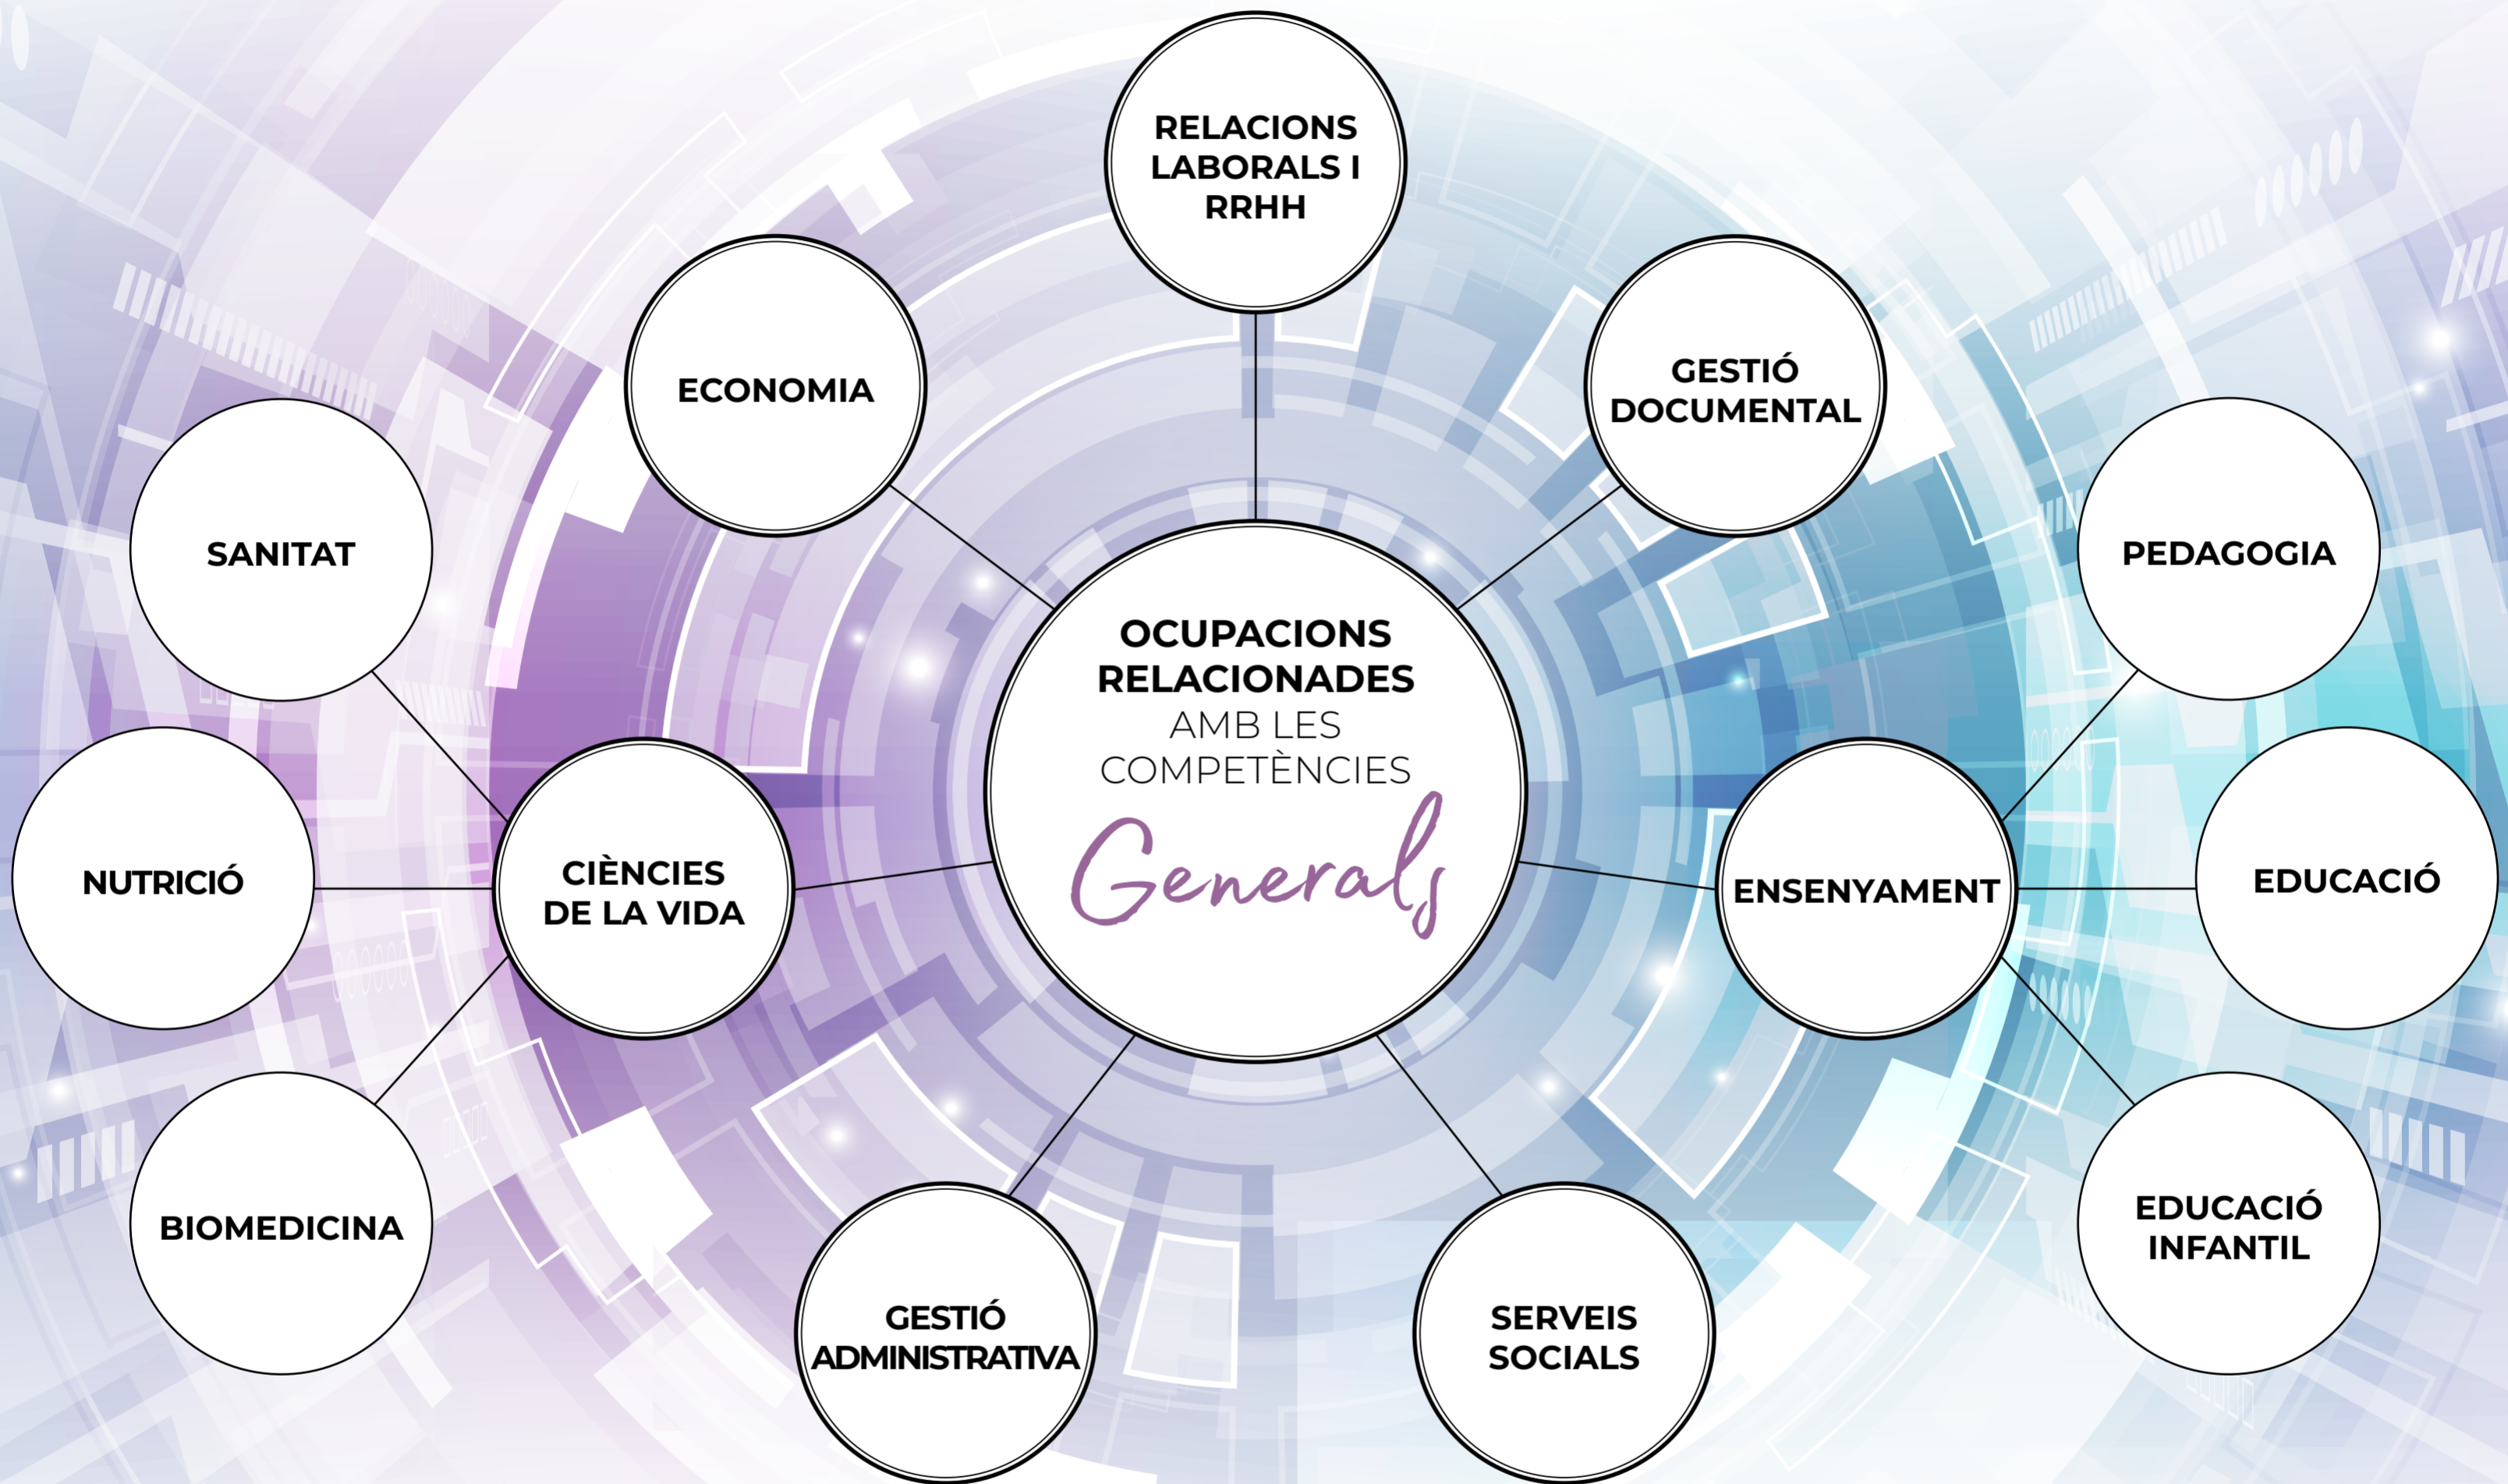 RELACIONS
LABORALS I
RRHH
ECONOMIA
GESTIÓ
DOCUMENTAL
SANITAT
PEDAGOGIA
OCUPACIONS
RELACIONADES
AMB LES
COMPETÈNCIES
Generals
NUTRICIÓ
CIÈNCIES
DE LA VIDA
ENSENYAMENT
EDUCACIÓ
BIOMEDICINA
EDUCACIÓ
INFANTIL
GESTIÓ
ADMINISTRATIVA
SERVEIS
SOCIALS